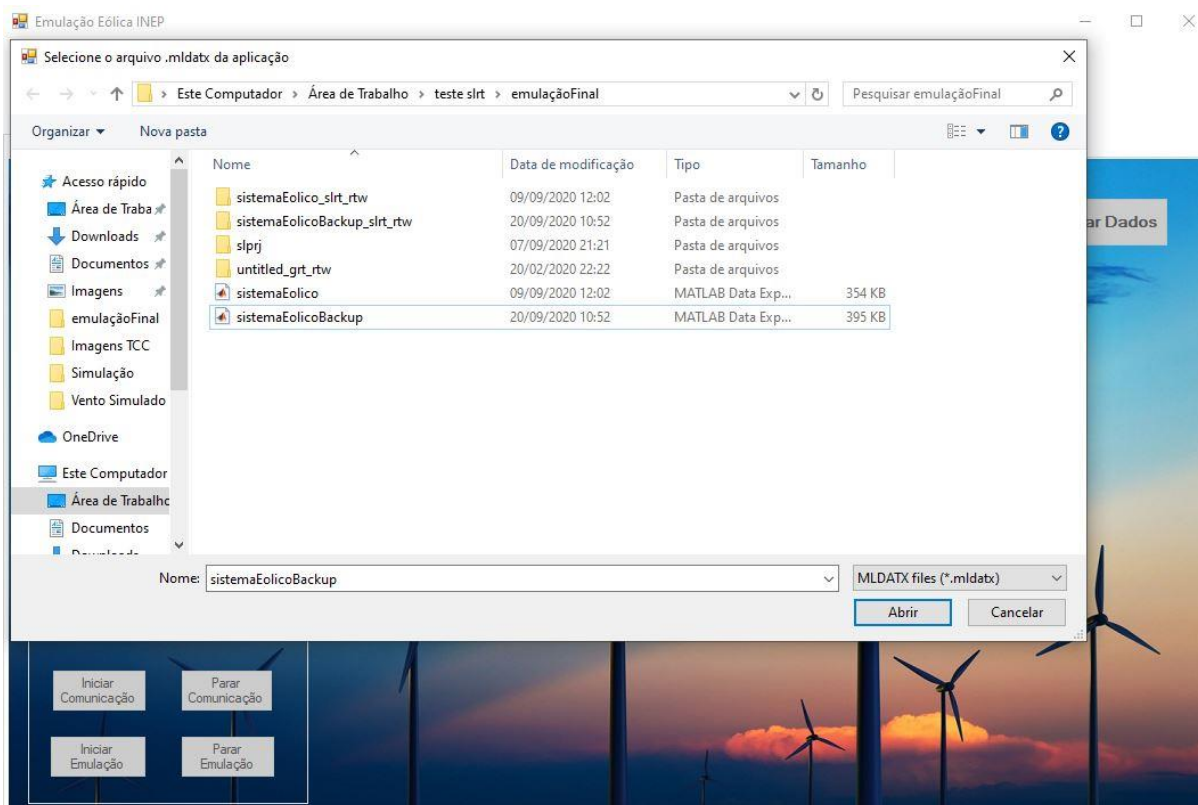 Emulação Eólica INEP
Selecione o arquivo .mldatx da aplicação
Este Computador > Área de Trabalho > teste slrt > emulaçãoFinal
Pesquisar emulaçãoFinal
Organizar
Nova pasta
Nome
Data de modificação
Tipo
Tamanho
Acesso rápido
Área de Traba
Downloads
Documentos
Imagens
emulaçãoFinal
Imagens TCC
Simulação
Vento Simulado
OneDrive
Este Computador
Área de Trabalho
Documentos
sistemaEolico_slrt_rtw 09/09/2020 12:02 Pasta de arquivos
sistemaEolicoBackup_slrt_rtw 20/09/2020 10:52 Pasta de arquivos
slprj 07/09/2020 21:21 Pasta de arquivos
untitled_grt_rtw 20/02/2020 22:22 Pasta de arquivos
sistemaEolico 09/09/2020 12:02 MATLAB Data Exp... 354 KB
sistemaEolicoBackup 20/09/2020 10:52 MATLAB Data Exp... 395 KB
ar Dados
Nome: sistemaEolicoBackup
MLDATX files (*.mldatx)
Abrir
Cancelar
Iniciar
Comunicação
Parar
Comunicação
Iniciar
Emulação
Parar
Emulação